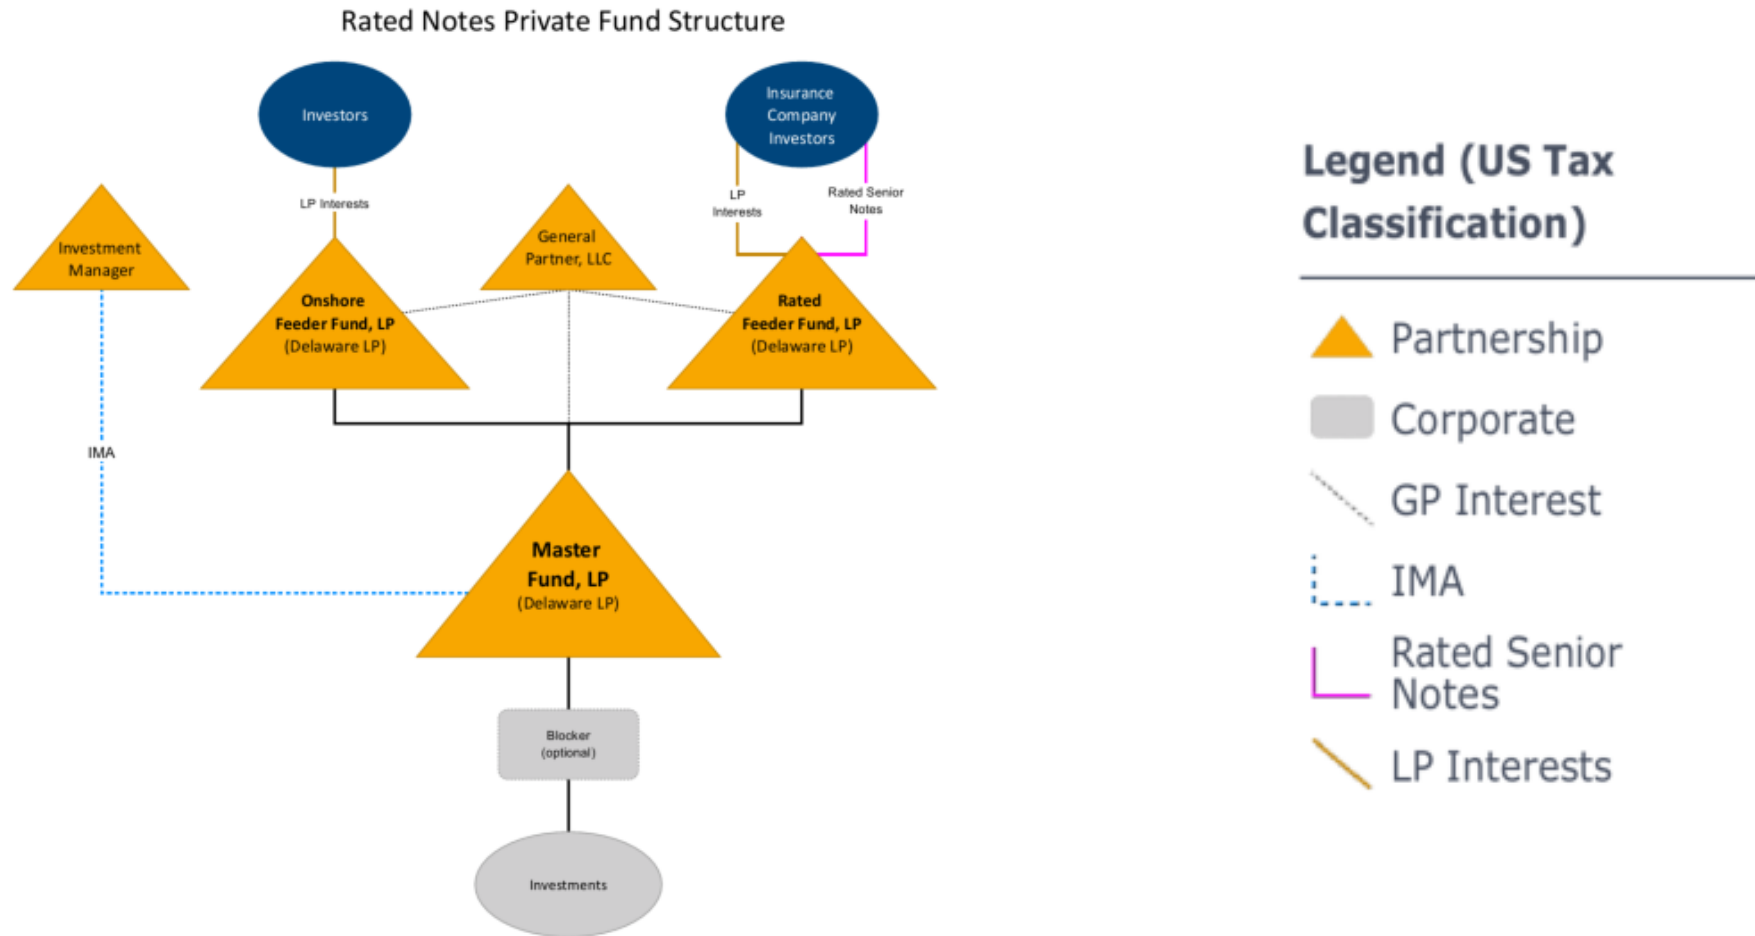 Rated Notes Private Fund Structure
Investors
Insurance
Company
Investors
LP Interests
LP
Interests
Rated Senior
Notes
Investment
Manager
General
Partner, LLC
Onshore
Feeder Fund, LP
(Delaware LP)
Rated
Feeder Fund, LP
(Delaware LP)
IMA
Master
Fund, LP
(Delaware LP)
Blocker
(optional)
Investments
Legend (US Tax
Classification)
Partnership
Corporate
GP Interest
IMA
Rated Senior
Notes
LP Interests